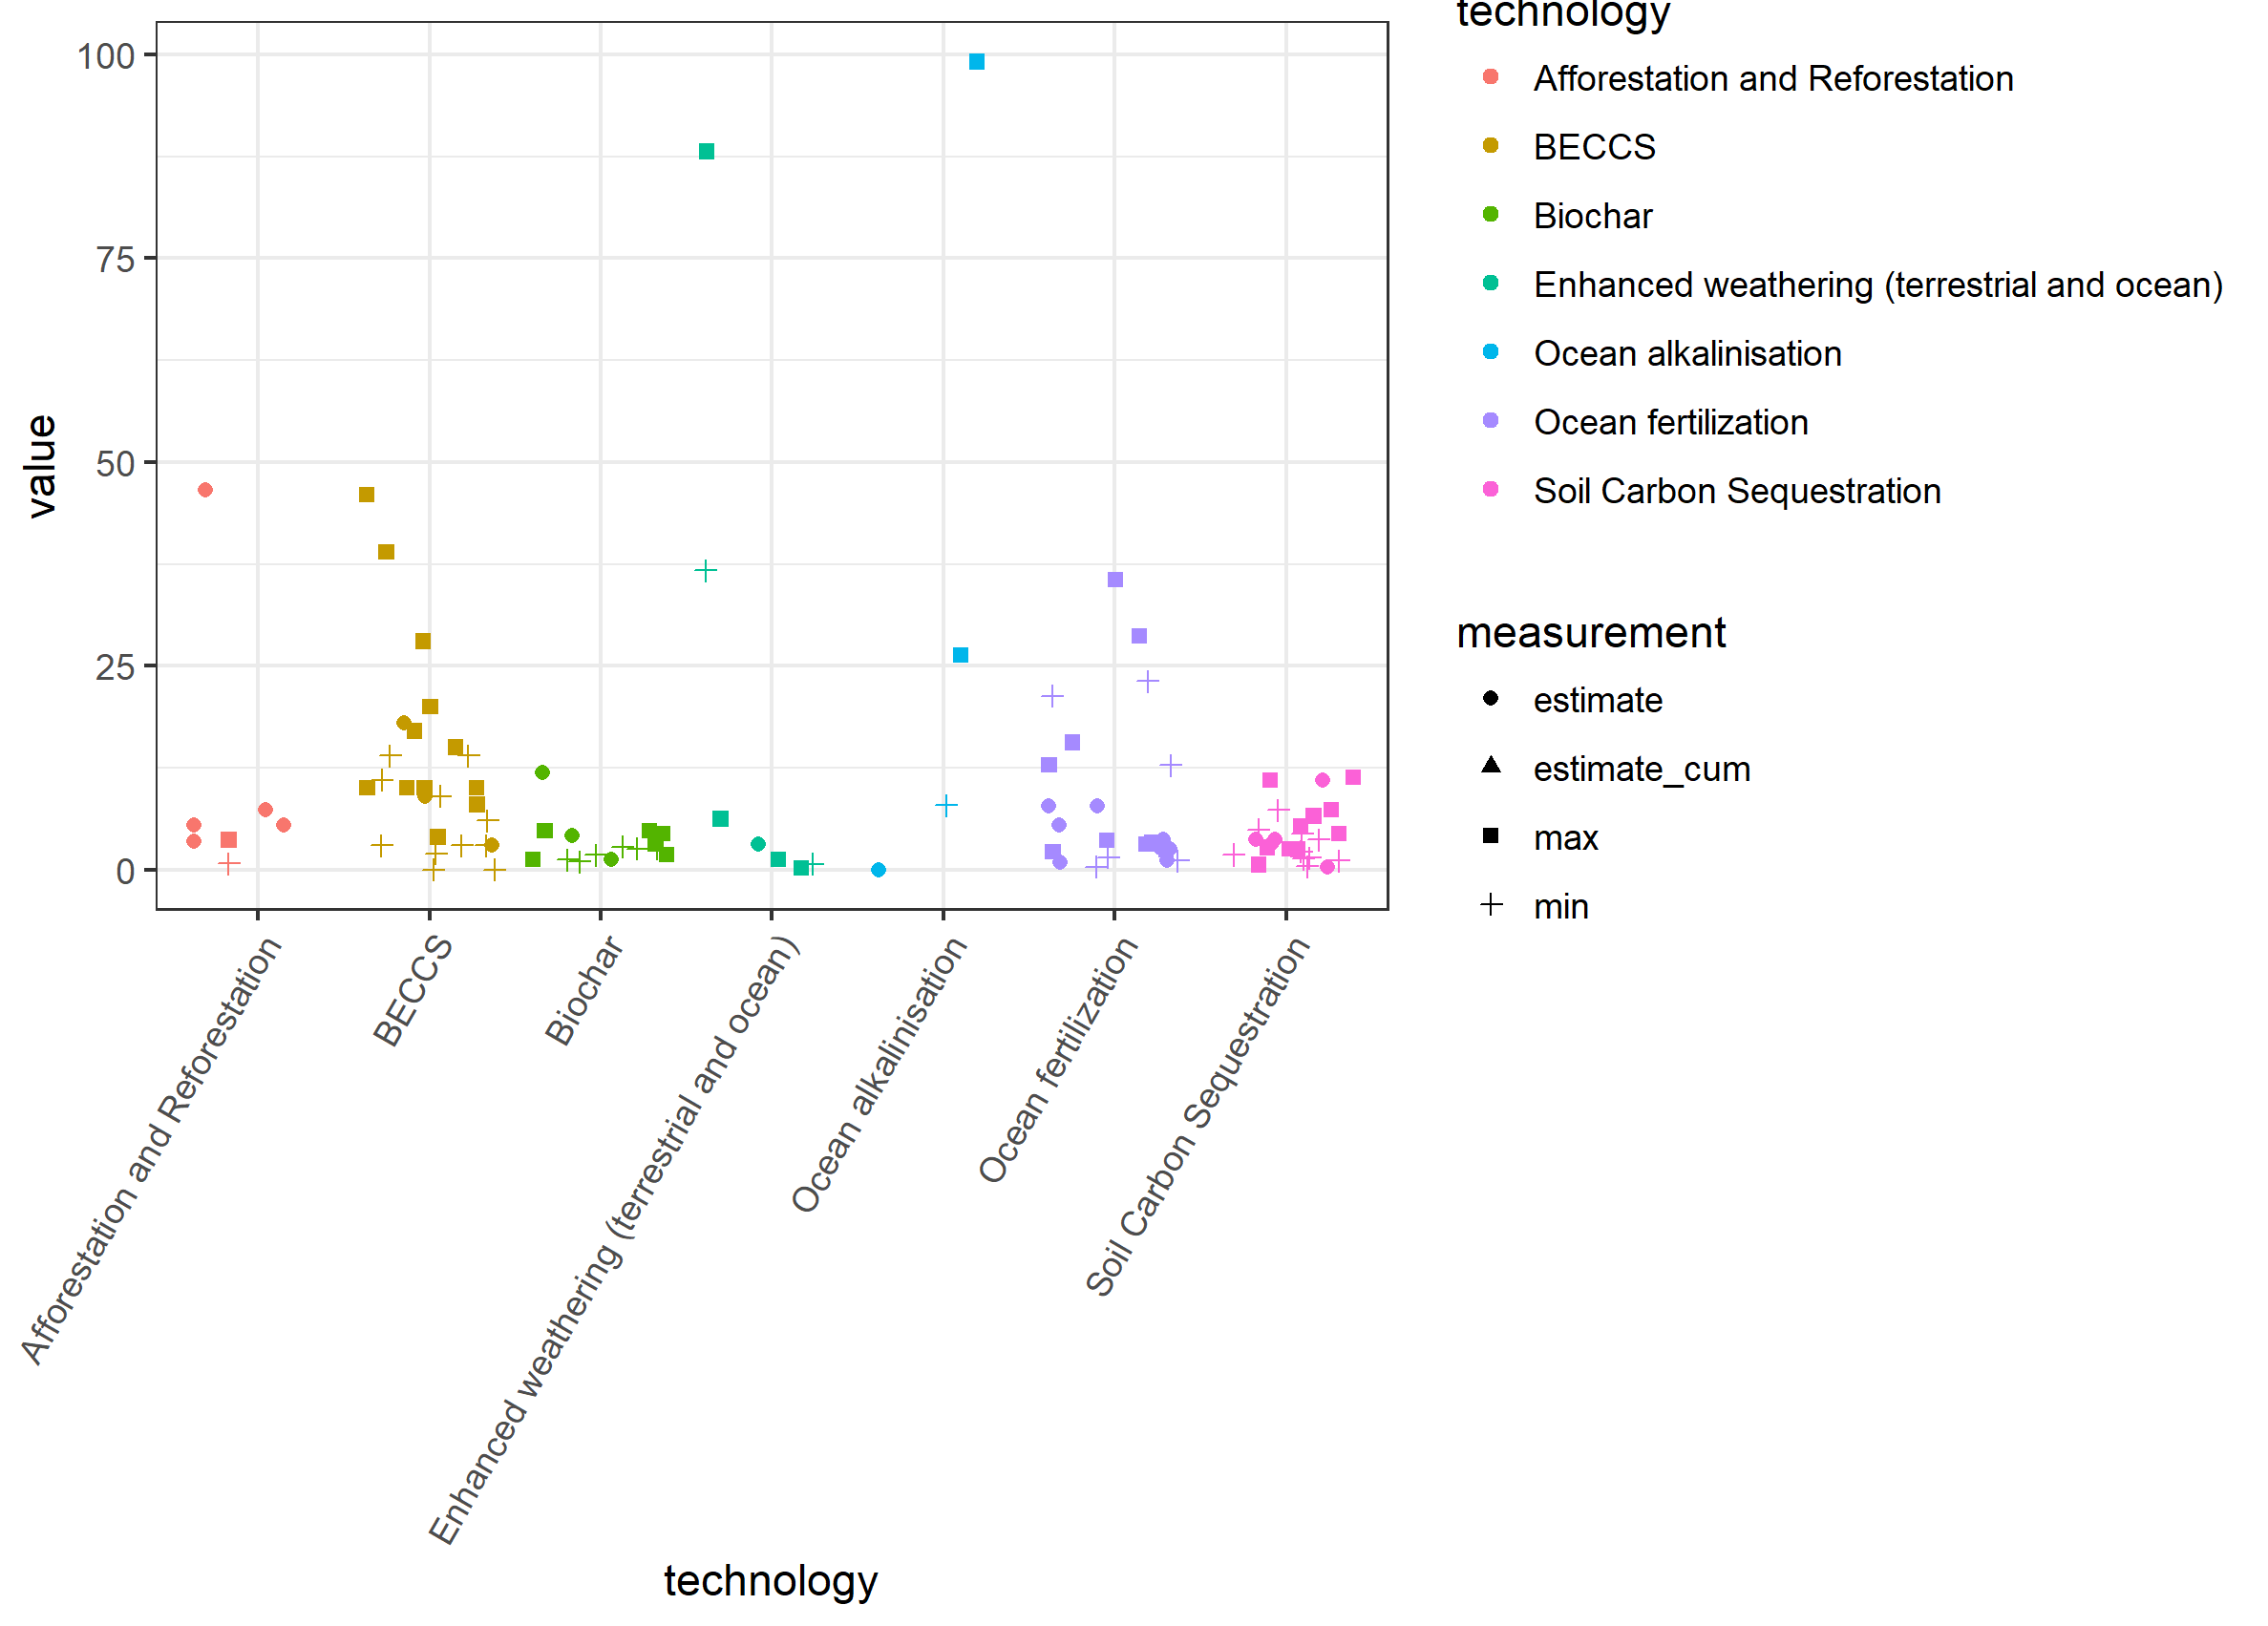 technology
Afforestation and Reforestation
BECCS
Biochar
Enhanced weathering (terrestrial and ocean)
Ocean alkalinisation
Ocean fertilization
Soil Carbon Sequestration
measurement
estimate
estimate_cum
max
min
value
100
75
50
25
0
Afforestation and Reforestation
BECCS
Biochar
Enhanced weathering (terrestrial and ocean)
Ocean alkalinisation
Ocean fertilization
Soil Carbon Sequestration
technology